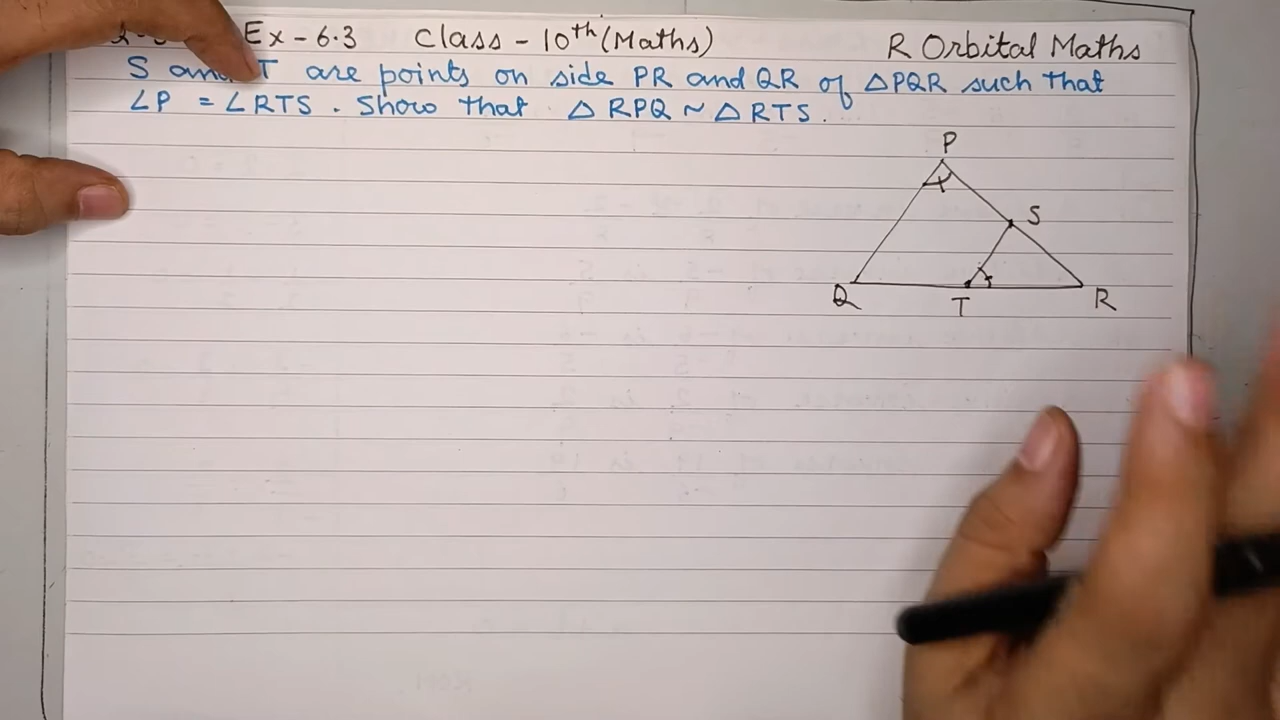 Ex - 6.3 Class - 10th (Maths) R Orbital Maths
S and T are points on side PR and QR of △PQR such that
∠P = ∠RTS. Show that △RPQ ~ △RTS.
P
S
Q T R